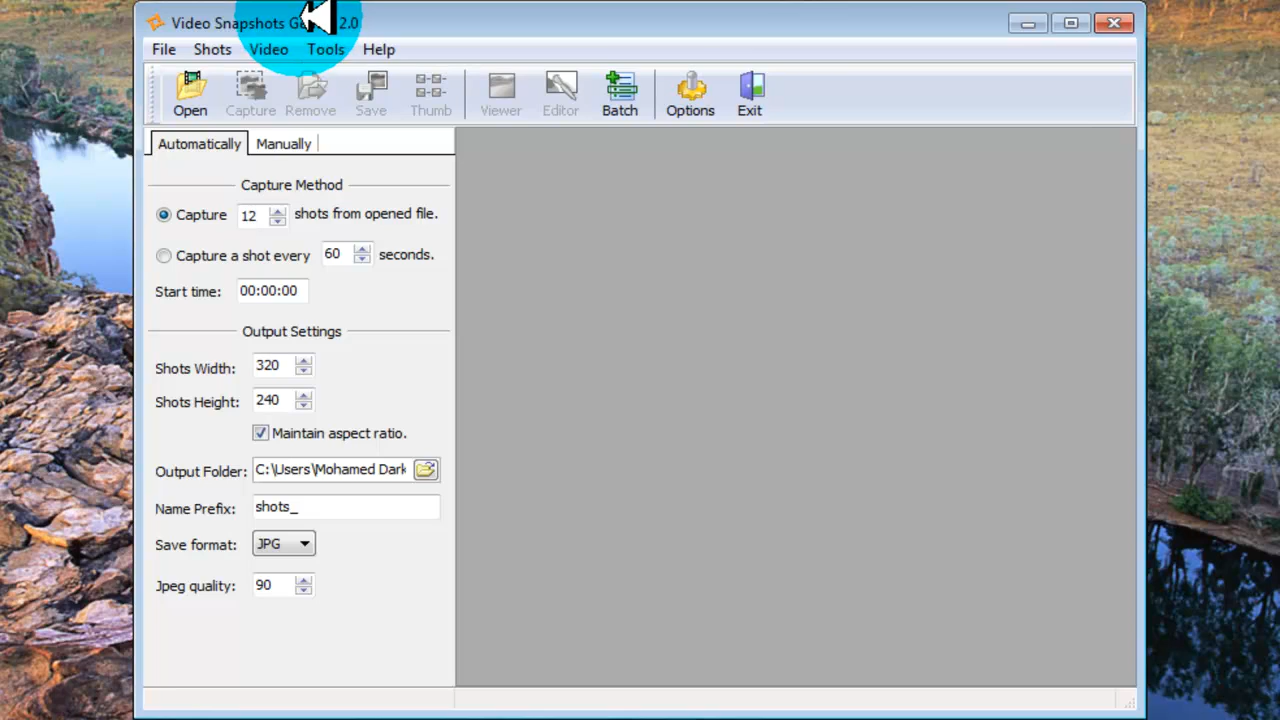 Video Snapshots Ge 2.0
File Shots Video Tools Help
Open Capture Remove Save Thumb Viewer Editor Batch Options Exit
Automatically Manually
Capture Method
Capture 12 shots from opened file.
Capture a shot every 60 seconds.
Start time: 00:00:00
Output Settings
Shots Width: 320
Shots Height: 240
Maintain aspect ratio.
Output Folder: C:\Users\Mohamed Dark
Name Prefix: shots_
Save format: JPG
Jpeg quality: 90